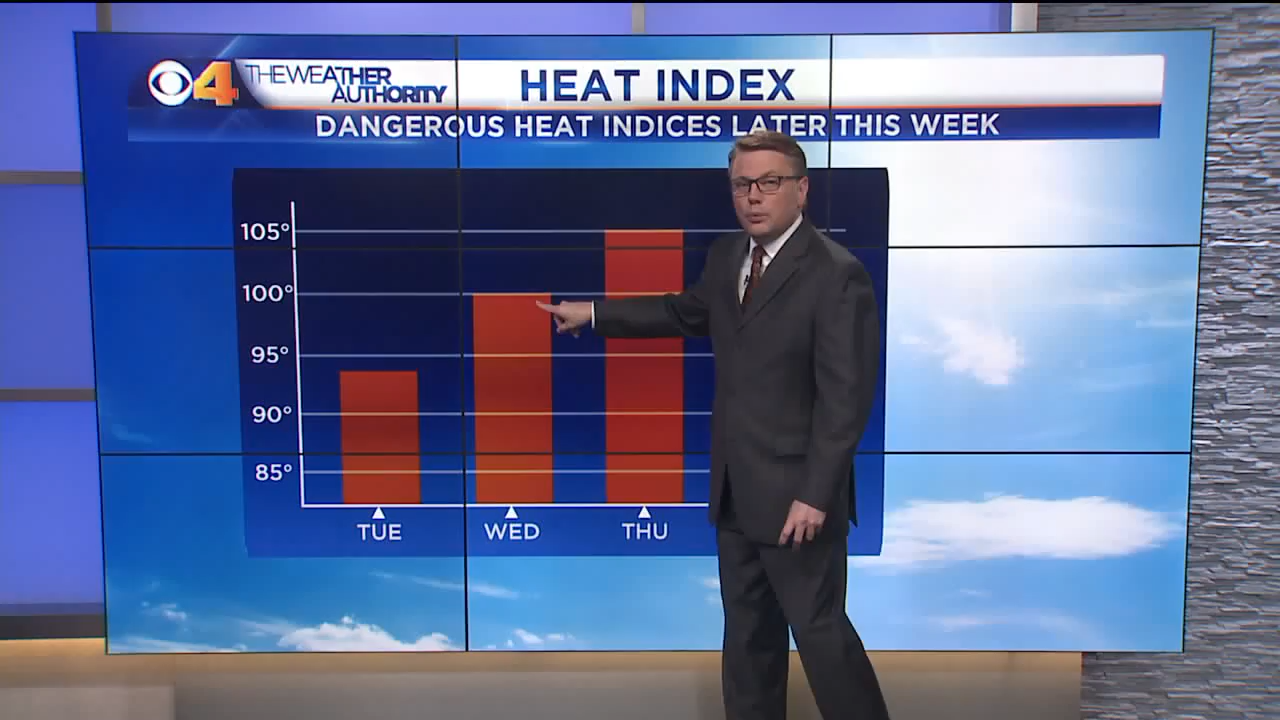 4 THE WEATHER AUTHORITY
HEAT INDEX
DANGEROUS HEAT INDICES LATER THIS WEEK
105°
100°
95°
90°
85°
TUE WED THU